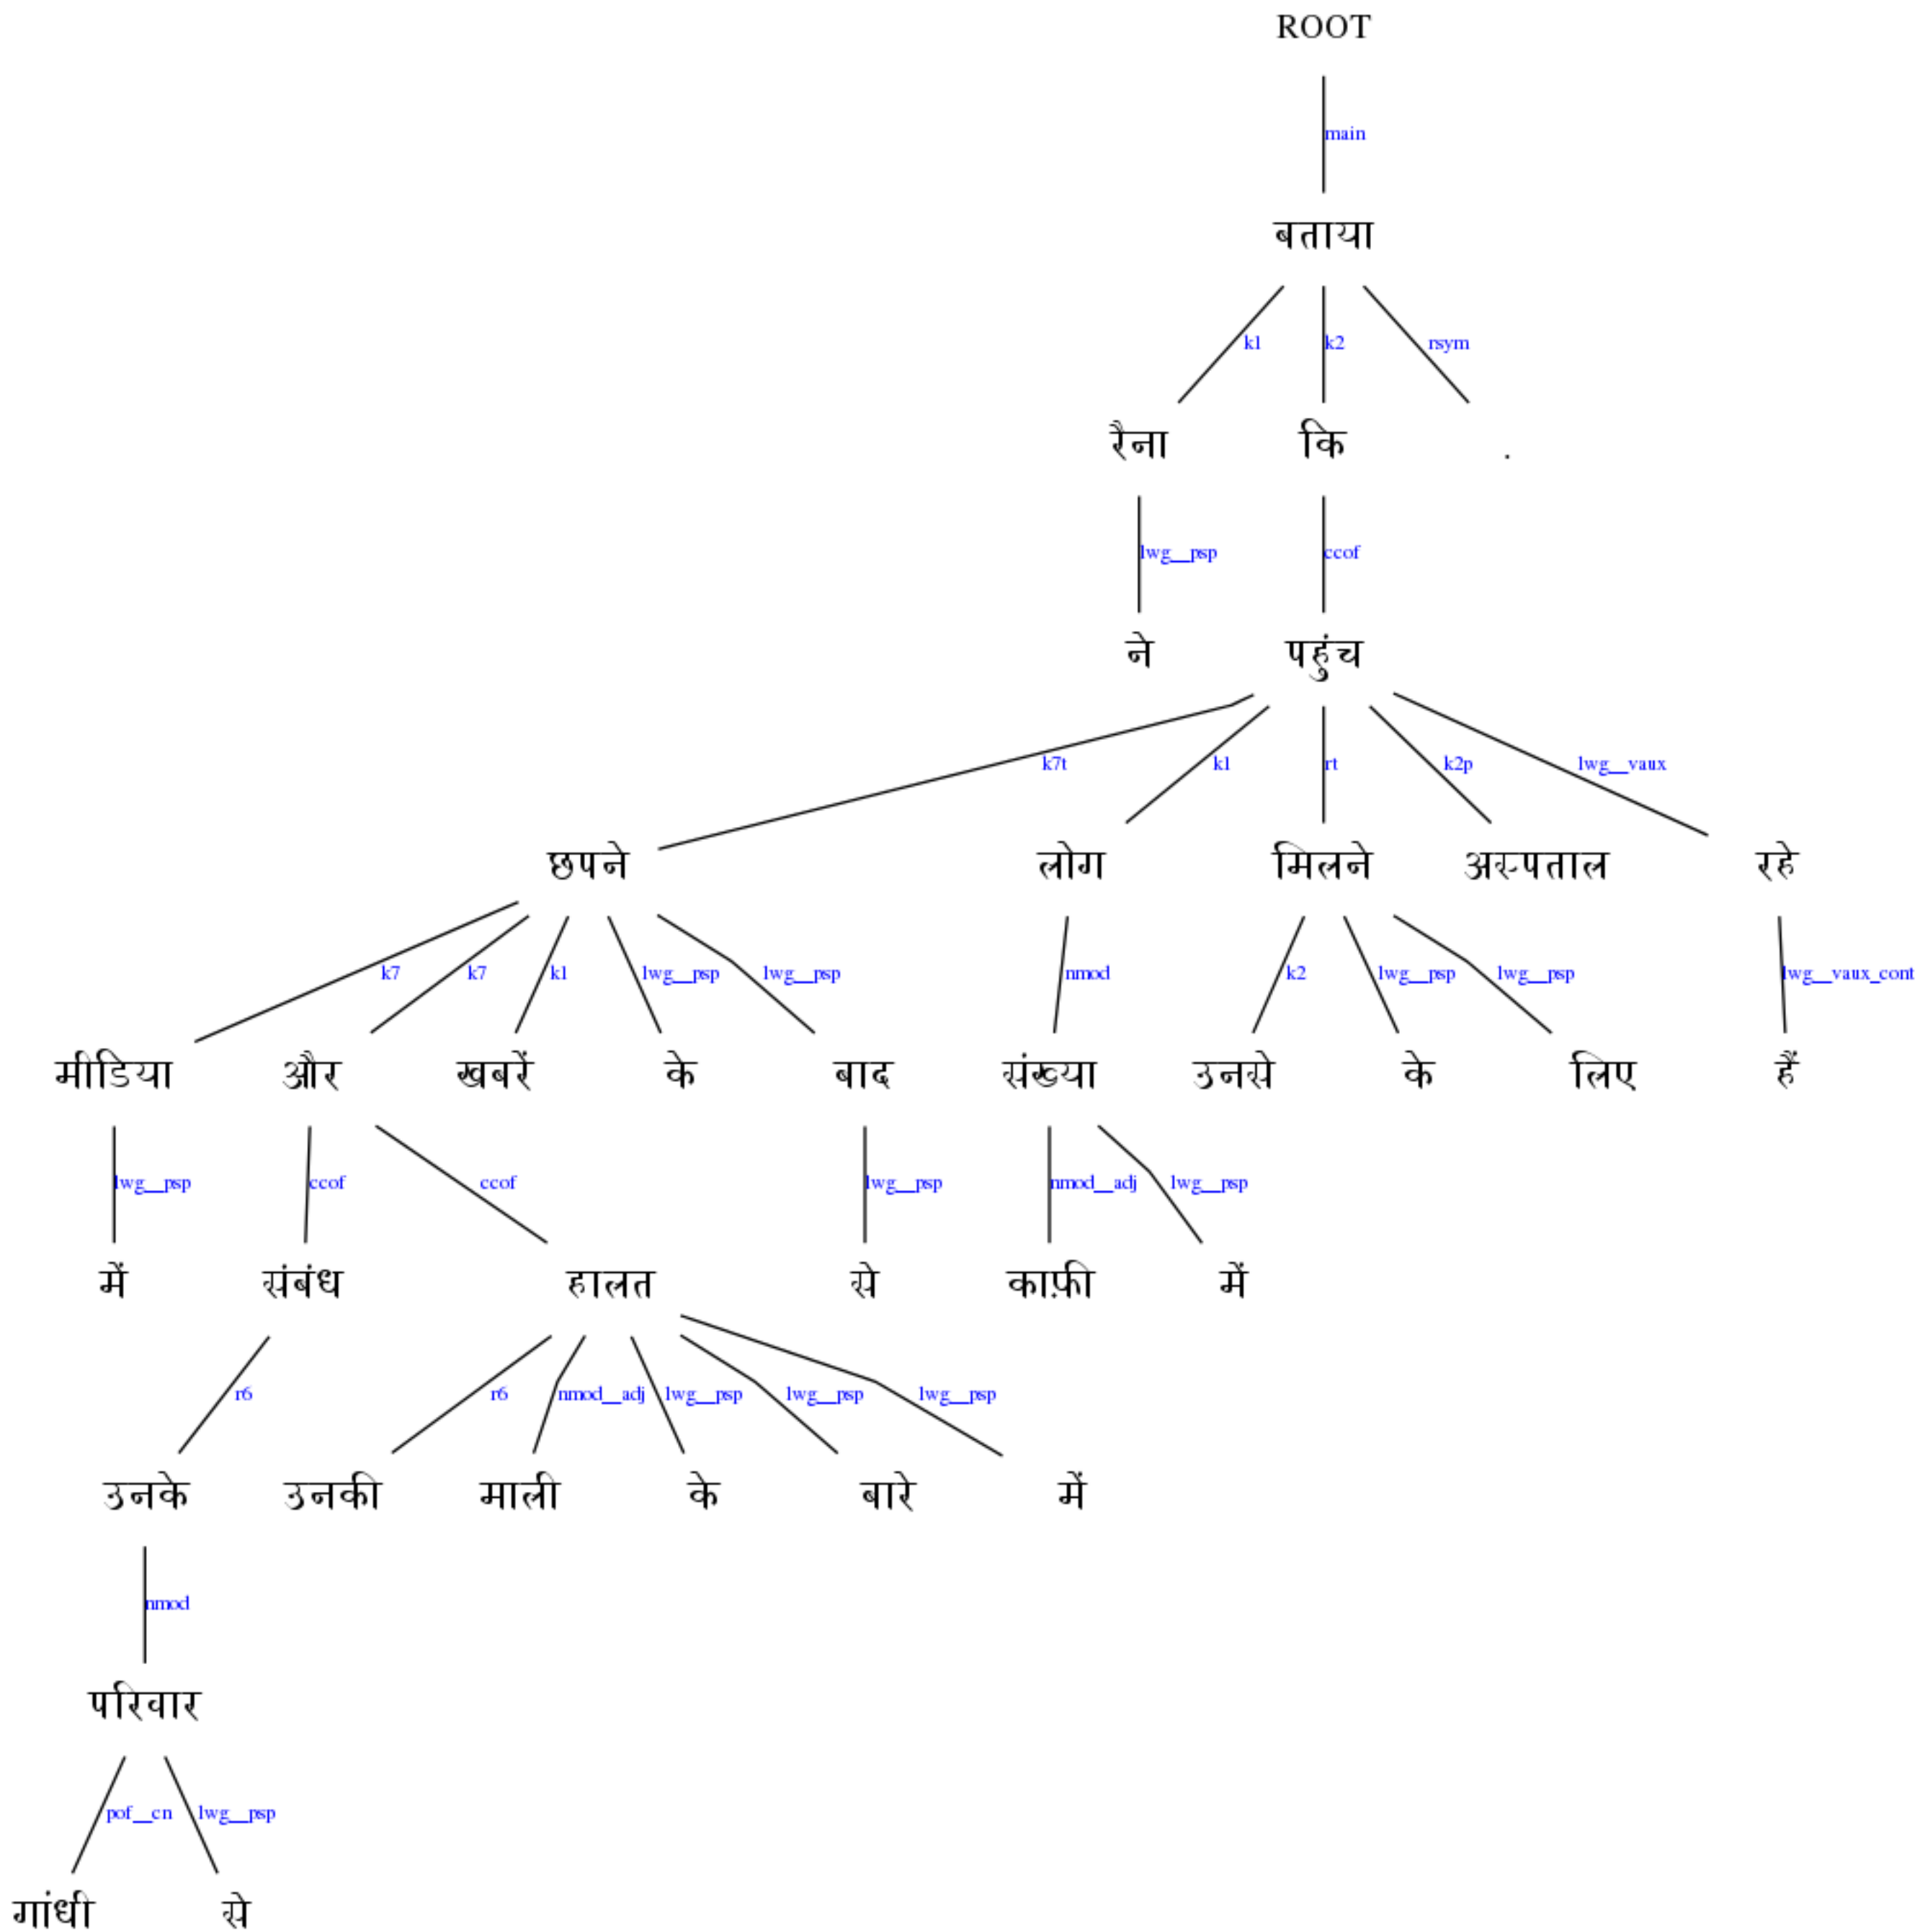 ROOT
main
बताया
k1 k2 rsym
रैना कि .
lwg__psp ccof
ने पहुंच
k7t k1 rt k2p lwg__vaux
छपने लोग मिलने अस्पताल रहे
k7 k7 k1 lwg__psp lwg__psp nmod k2 lwg__psp lwg__psp lwg__vaux_cont
मीडिया और खबरें के बाद संख्या उनसे के लिए हैं
lwg__psp ccof ccof lwg__psp nmod__adj lwg__psp
में संबंध हालत से काफ़ी में
r6 r6 nmod__adj lwg__psp lwg__psp lwg__psp
उनके उनकी माली के बारे में
nmod
परिवार
pof__cn lwg__psp
गांधी से